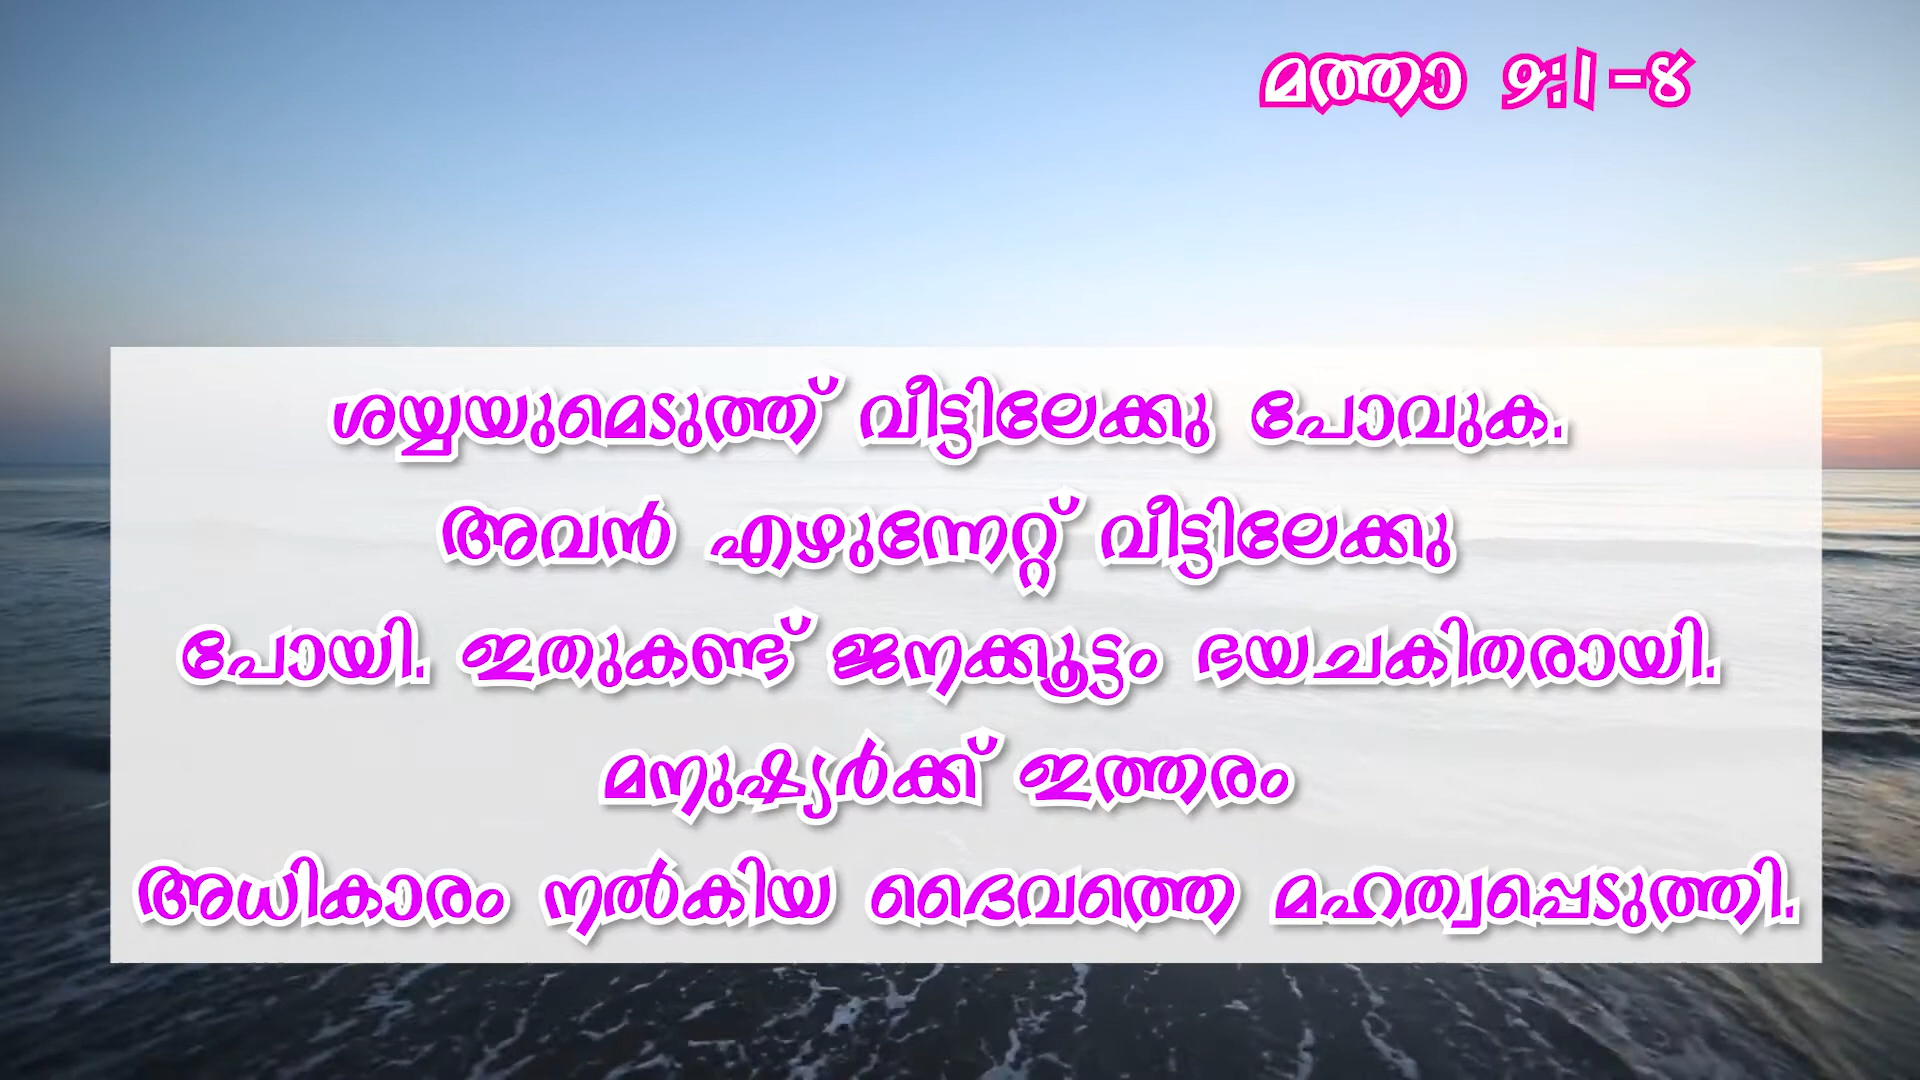 മത്താ 9:1-8
ശയ്യയുമെടുത്ത് വീട്ടിലേക്കു പോവുക.
അവൻ എഴുന്നേറ്റ് വീട്ടിലേക്കു
പോയി. ഇതുകണ്ട് ജനക്കൂട്ടം ഭയചകിതരായി.
മനുഷ്യർക്ക് ഇത്തരം
അധികാരം നൽകിയ ദൈവത്തെ മഹത്വപ്പെടുത്തി.